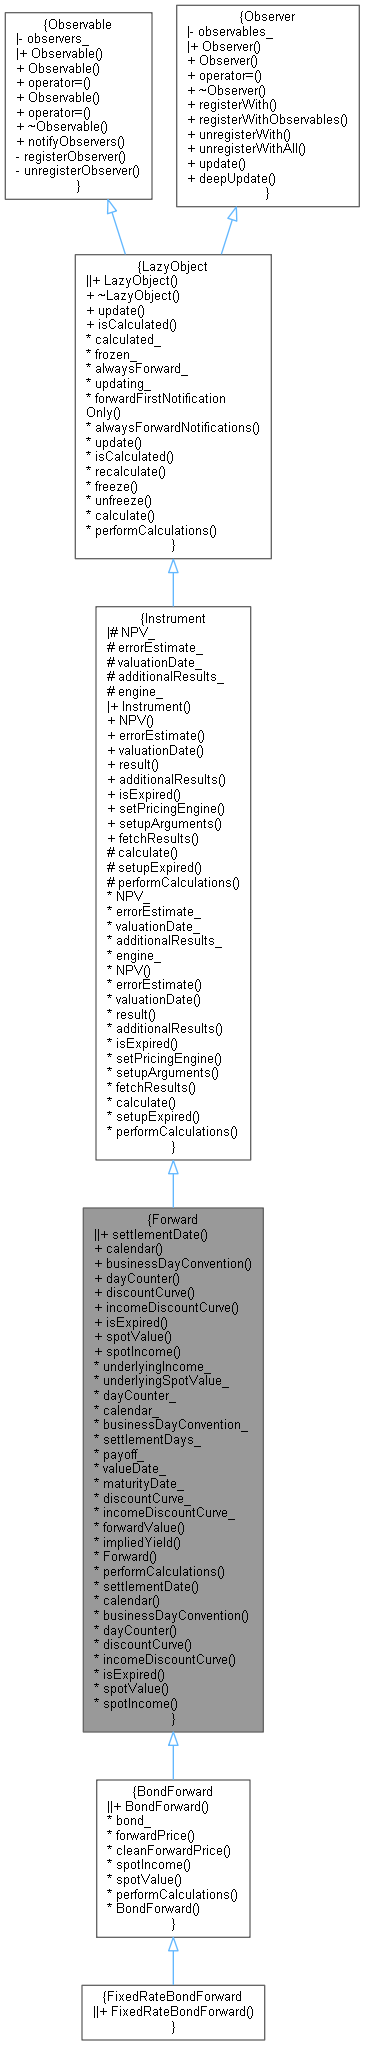 {Observable
|- observers_
|+ Observable()
+ Observable()
+ operator=()
+ Observable()
+ operator=()
+ ~Observable()
+ notifyObservers()
- registerObserver()
- unregisterObserver()
}
{Observer
|- observables_
|+ Observer()
+ Observer()
+ operator=()
+ ~Observer()
+ registerWith()
+ registerWithObservables()
+ unregisterWith()
+ unregisterWithAll()
+ update()
+ deepUpdate()
}
{LazyObject
||+ LazyObject()
+ ~LazyObject()
+ update()
+ isCalculated()
* calculated_
* frozen_
* alwaysForward_
* updating_
* forwardFirstNotification
Only()
* alwaysForwardNotifications()
* update()
* isCalculated()
* recalculate()
* freeze()
* unfreeze()
* calculate()
* performCalculations()
}
{Instrument
|# NPV_
# errorEstimate_
# valuationDate_
# additionalResults_
# engine_
|+ Instrument()
+ NPV()
+ errorEstimate()
+ valuationDate()
+ result()
+ additionalResults()
+ isExpired()
+ setPricingEngine()
+ setupArguments()
+ fetchResults()
# calculate()
# setupExpired()
# performCalculations()
* NPV_
* errorEstimate_
* valuationDate_
* additionalResults_
* engine_
* NPV()
* errorEstimate()
* valuationDate()
* result()
* additionalResults()
* isExpired()
* setPricingEngine()
* setupArguments()
* fetchResults()
* calculate()
* setupExpired()
* performCalculations()
}
{Forward
||+ settlementDate()
+ calendar()
+ businessDayConvention()
+ dayCounter()
+ discountCurve()
+ incomeDiscountCurve()
+ isExpired()
+ spotValue()
+ spotIncome()
* underlyingIncome_
* underlyingSpotValue_
* dayCounter_
* calendar_
* businessDayConvention_
* settlementDays_
* payoff_
* valueDate_
* maturityDate_
* discountCurve_
* incomeDiscountCurve_
* forwardValue()
* impliedYield()
* Forward()
* performCalculations()
* settlementDate()
* calendar()
* businessDayConvention()
* dayCounter()
* discountCurve()
* incomeDiscountCurve()
* isExpired()
* spotValue()
* spotIncome()
}
{BondForward
||+ BondForward()
* bond_
* forwardPrice()
* cleanForwardPrice()
* spotIncome()
* spotValue()
* performCalculations()
* BondForward()
}
{FixedRateBondForward
||+ FixedRateBondForward()
}